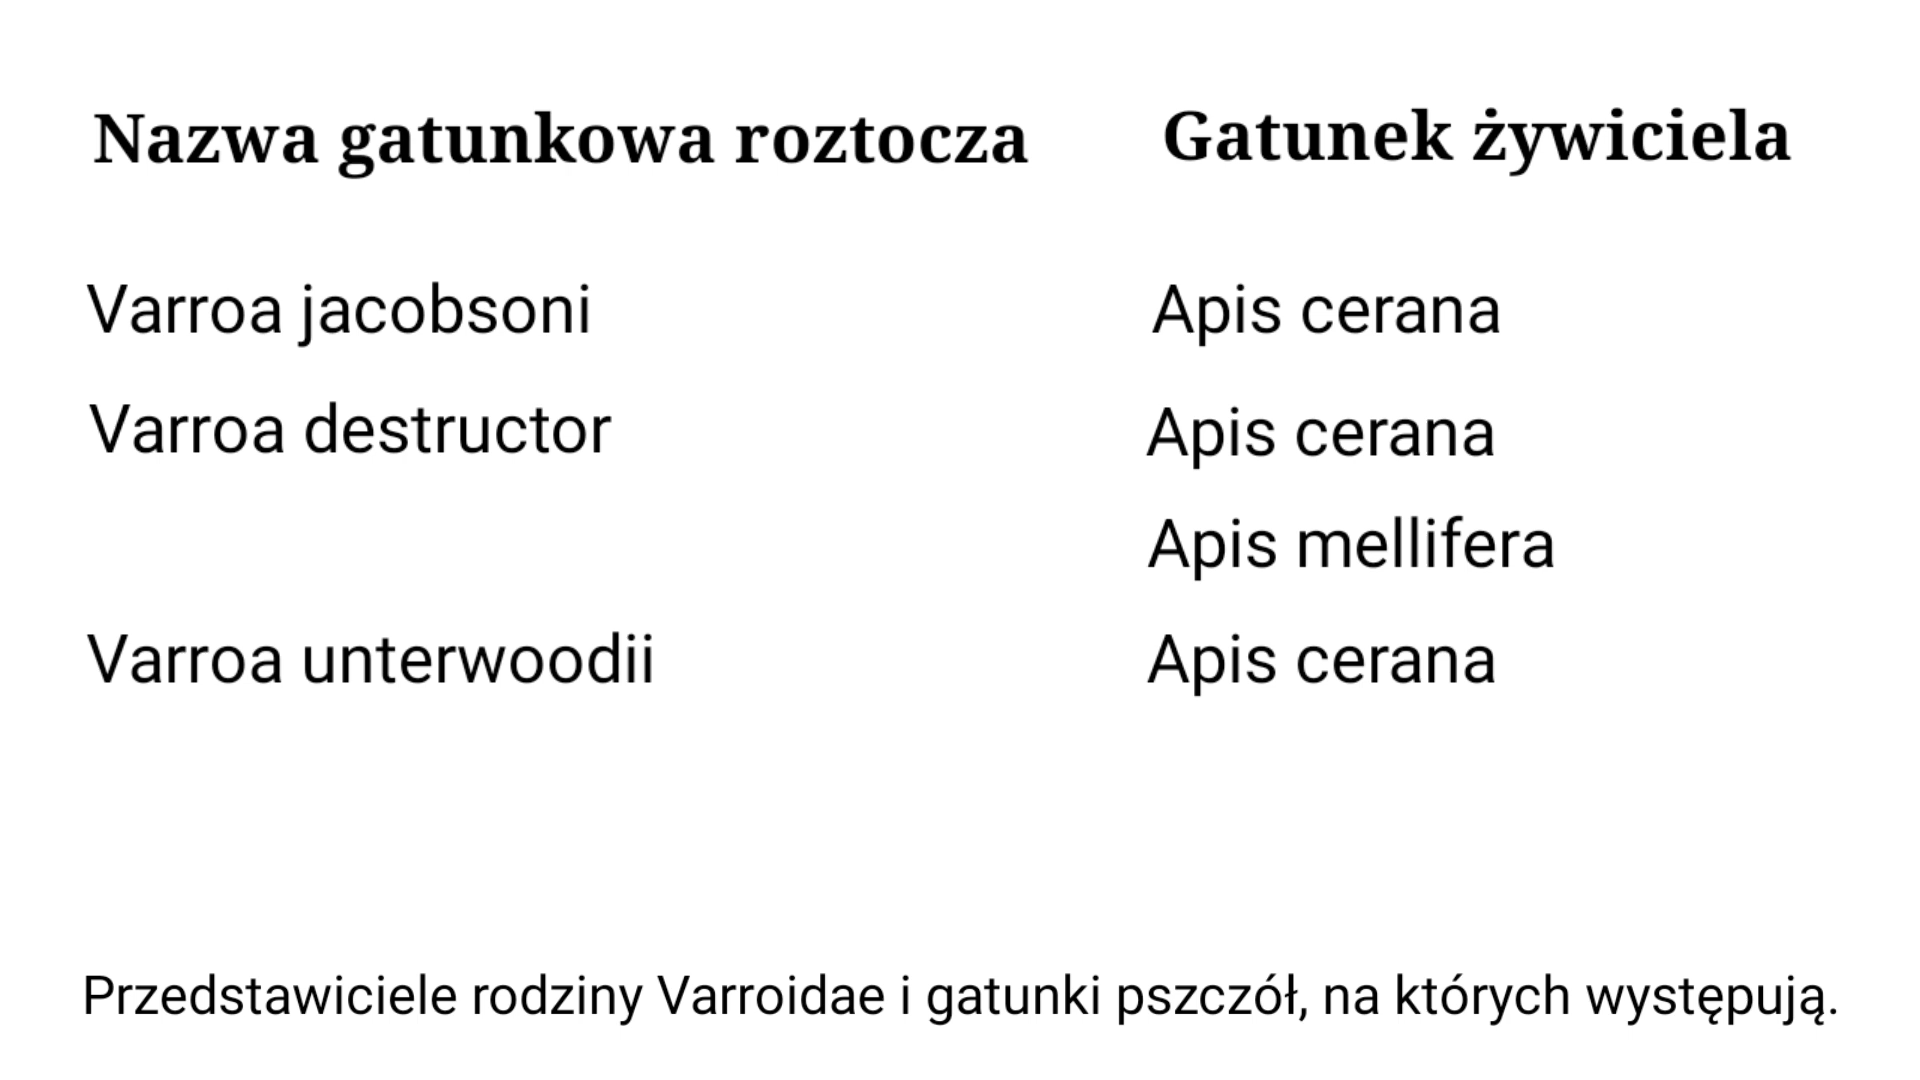 Nazwa gatunkowa roztocza Gatunek żywiciela
Varroa jacobsoni Apis cerana
Varroa destructor Apis cerana
Apis mellifera
Varroa unterwoodii Apis cerana
Przedstawiciele rodziny Varroidae i gatunki pszczół, na których występują.